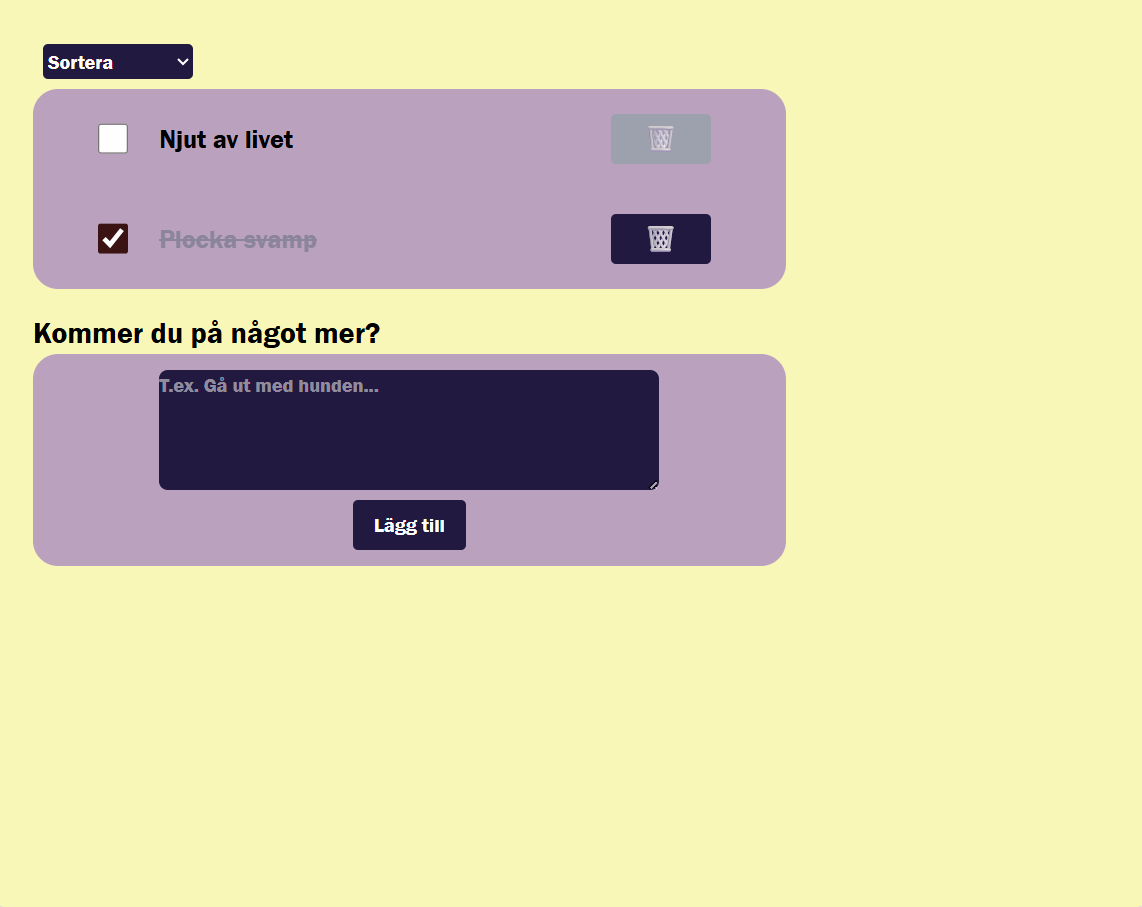 Sortera
Njut av livet
Plocka svamp
Kommer du på något mer?
T.ex. Gå ut med hunden...
Lägg till